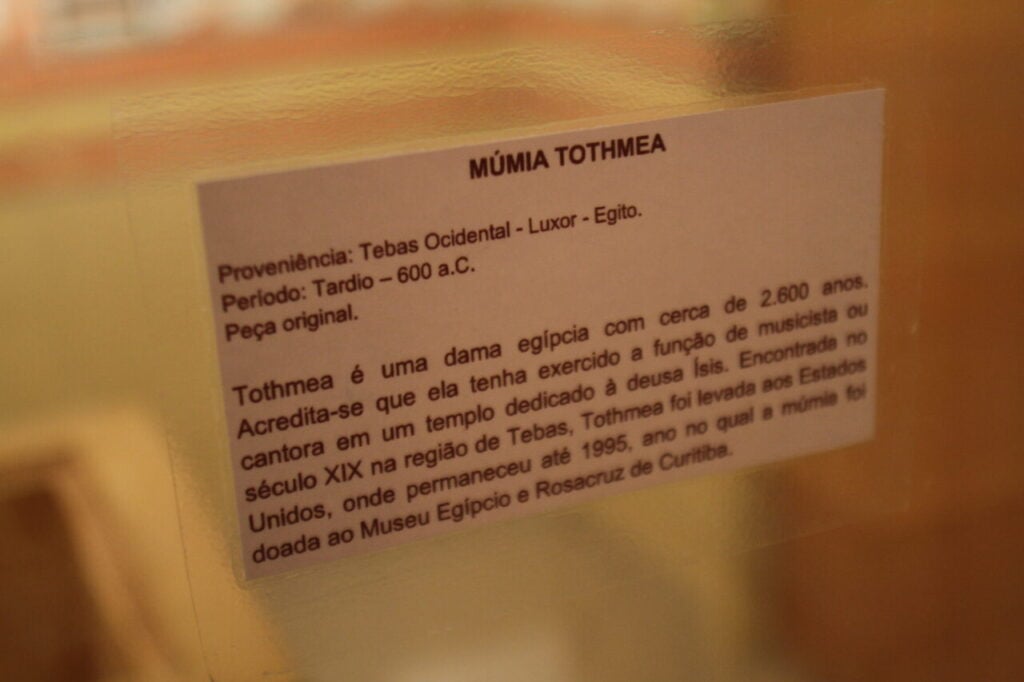 MÚMIA TOTHMEA
Proveniência: Tebas Ocidental - Luxor - Egito.
Período: Tardio – 600 a.C.
Peça original.
Tothmea é uma dama egípcia com cerca de 2.600 anos.
Acredita-se que ela tenha exercido a função de musicista ou
cantora em um templo dedicado à deusa Ísis. Encontrada no
século XIX na região de Tebas, Tothmea foi levada aos Estados
Unidos, onde permaneceu até 1995, ano no qual a múmia foi
doada ao Museu Egípcio e Rosacruz de Curitiba.